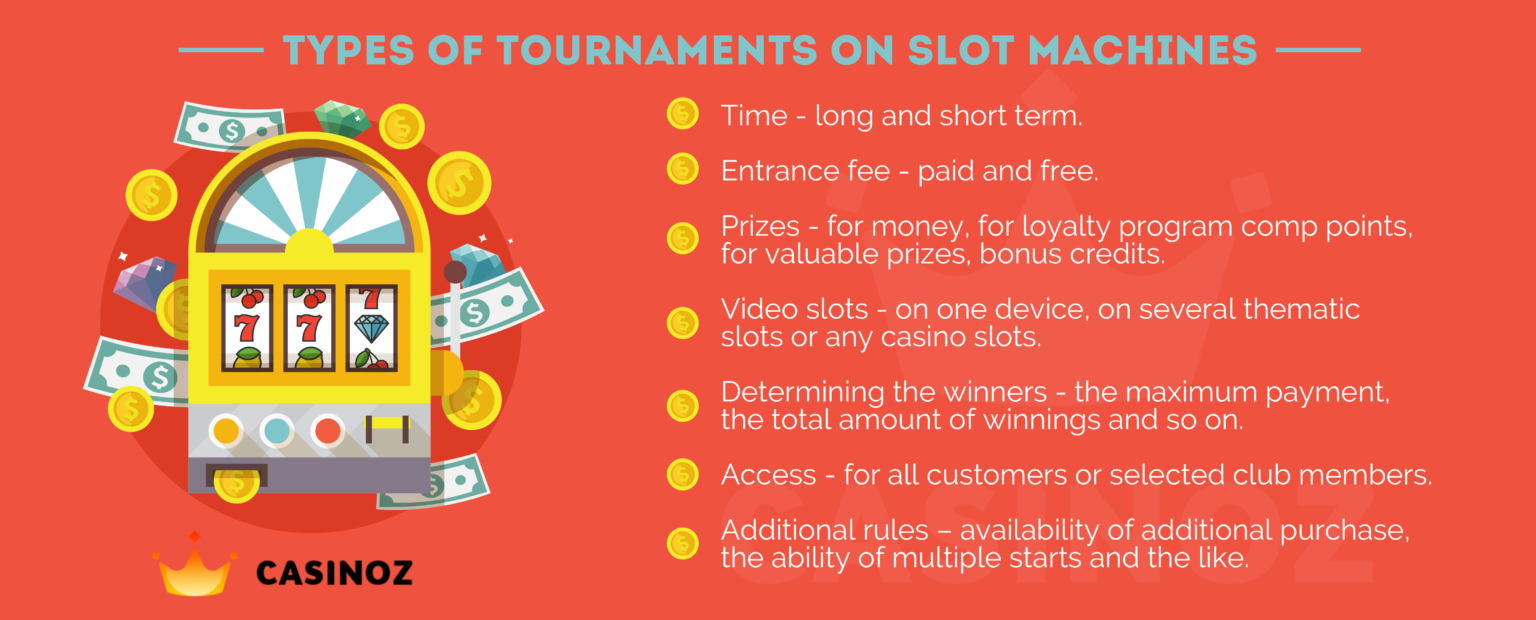 TYPES OF TOURNAMENTS ON SLOT MACHINES
Time - long and short term.
Entrance fee - paid and free.
Prizes - for money, for loyalty program comp points,
for valuable prizes, bonus credits.
Video slots - on one device, on several thematic
slots or any casino slots.
Determining the winners - the maximum payment,
the total amount of winnings and so on.
Access - for all customers or selected club members.
Additional rules – availability of additional purchase,
the ability of multiple starts and the like.
7 7 7
CASINOZ
CASINOZ